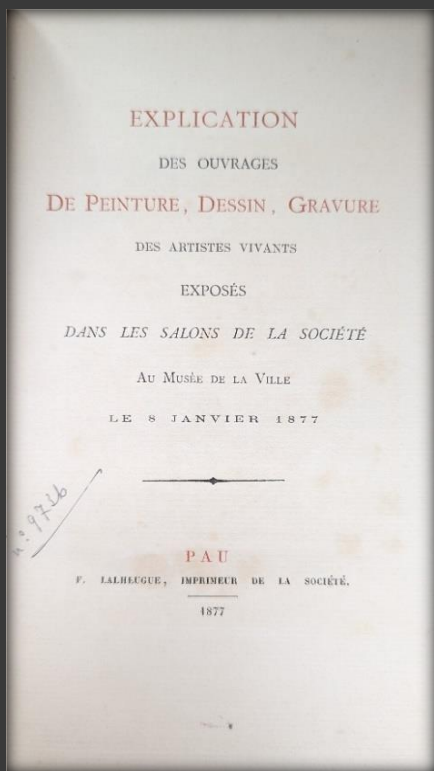 EXPLICATION
DES OUVRAGES
DE PEINTURE, DESSIN, GRAVURE
DES ARTISTES VIVANTS
EXPOSÉS
DANS LES SALONS DE LA SOCIÉTÉ
AU MUSÉE DE LA VILLE
LE 8 JANVIER 1877
n°
PAU
F. LALHEUGUE, IMPRIMEUR DE LA SOCIÉTÉ.
1877